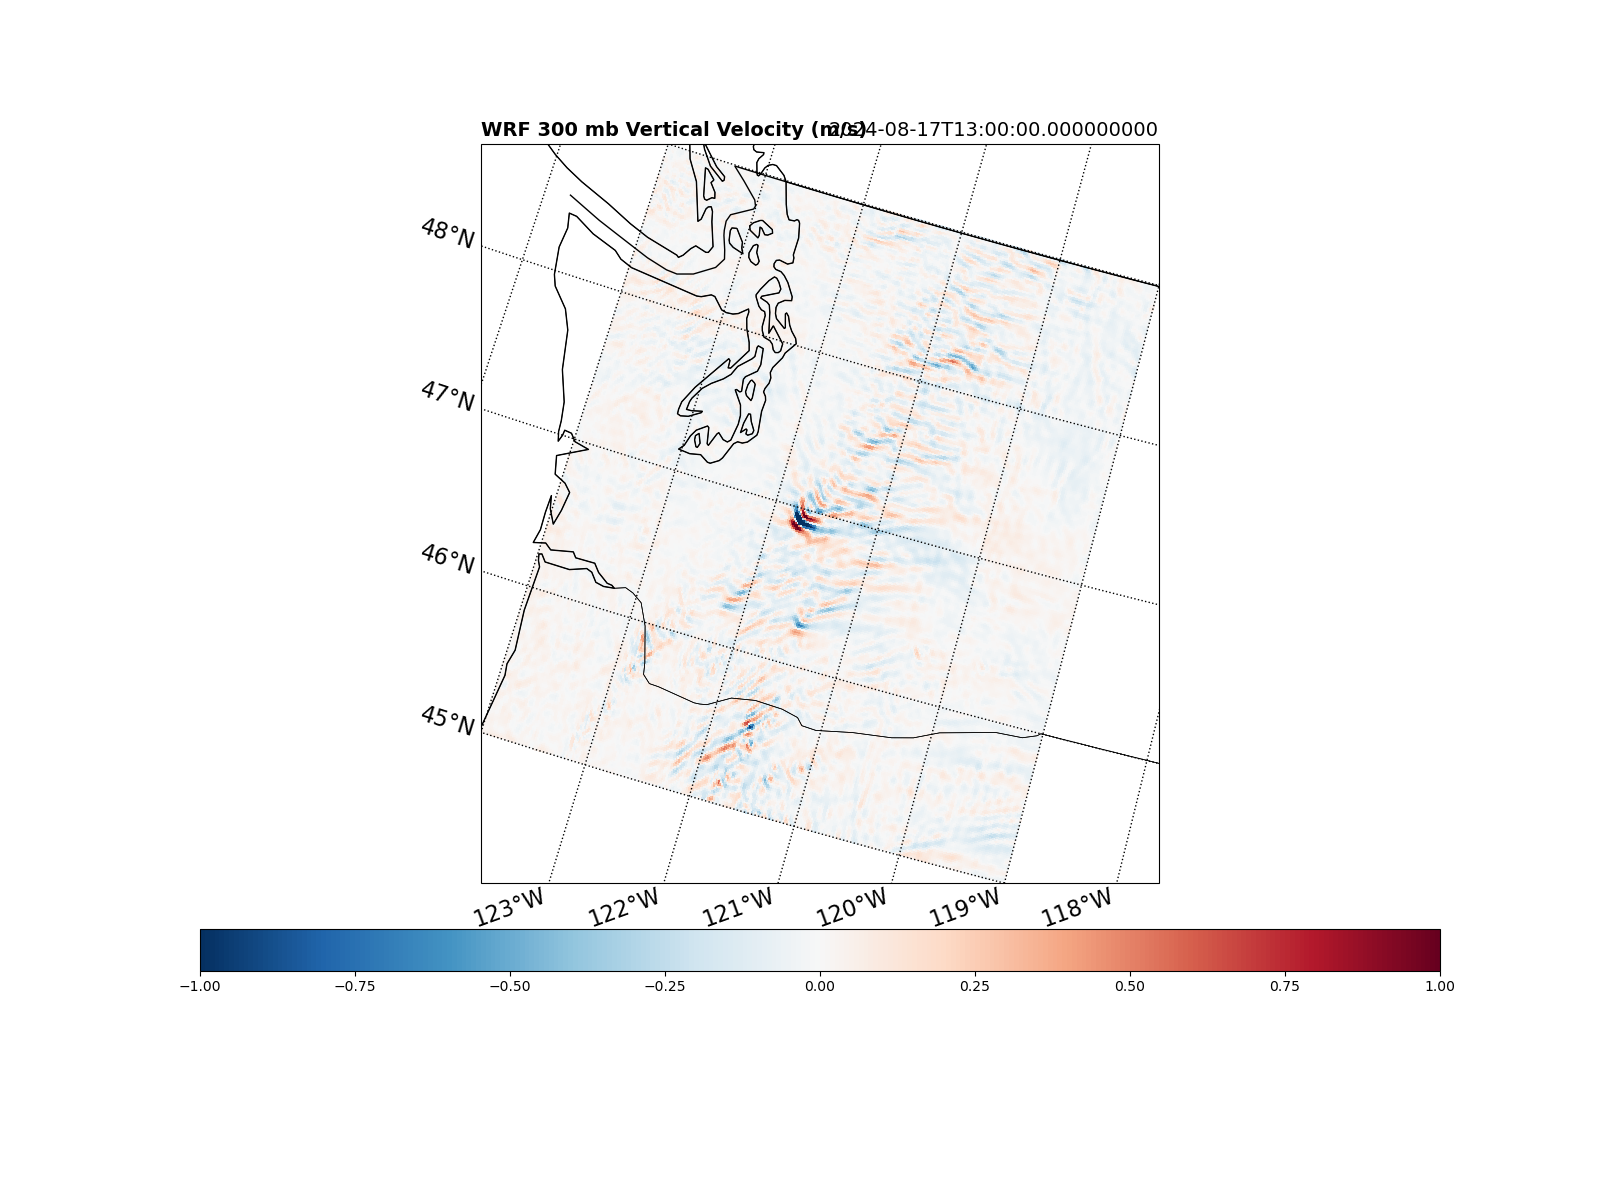 WRF 300 mb Vertical Velocity (m/s)
2024-08-17T13:00:00.000000000
48°N
47°N
46°N
45°N
123°W 122°W 121°W 120°W 119°W 118°W
−1.00 −0.75 −0.50 −0.25 0.00 0.25 0.50 0.75 1.00